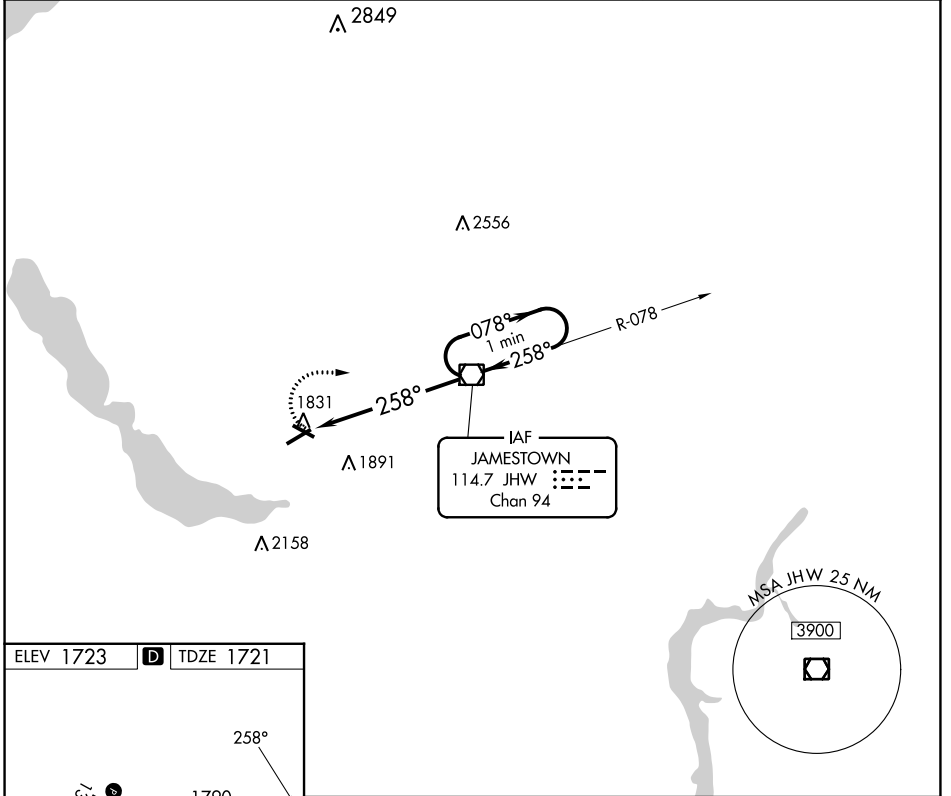 2849
2556
078°
1 min
258°
R-078
258°
1831
1891
IAF
JAMESTOWN
114.7 JHW
Chan 94
2158
MSA JHW 25 NM
3900
ELEV 1723 D TDZE 1721
258°